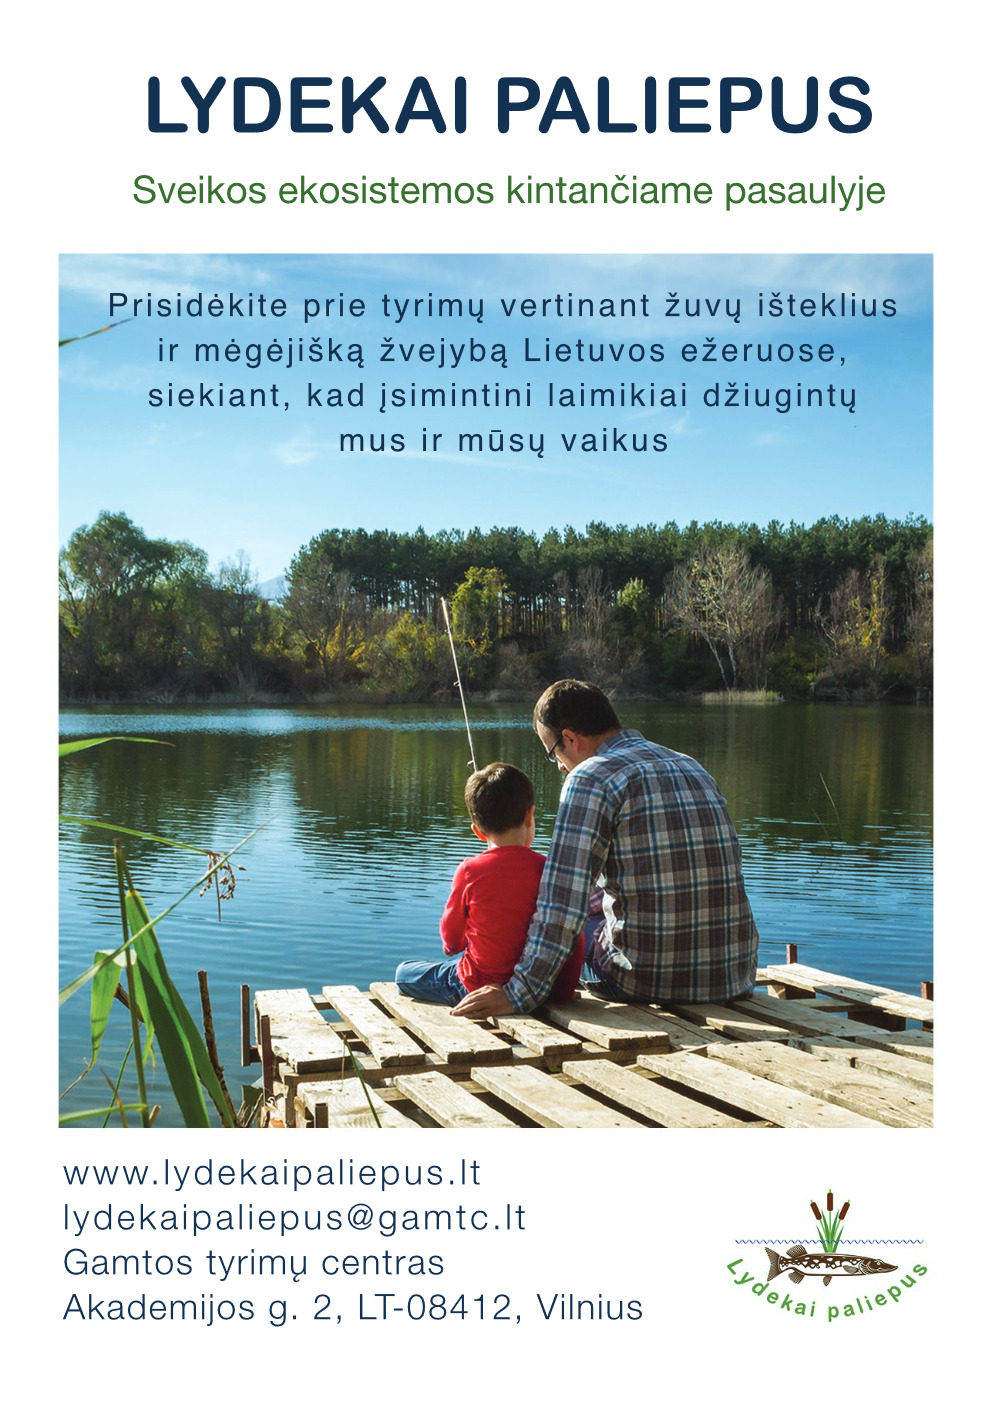 LYDEKAI PALIEPUS
Sveikos ekosistemos kintančiame pasaulyje
Prisidėkite prie tyrimų vertinant žuvų išteklius
ir mėgėjišką žvejybą Lietuvos ežeruose,
siekiant, kad įsimintini laimikiai džiugintų
mus ir mūsų vaikus
www.lydekaipaliepus.lt
lydekaipaliepus@gamtc.lt
Gamtos tyrimų centras
Akademijos g. 2, LT-08412, Vilnius
Lydekai paliepus